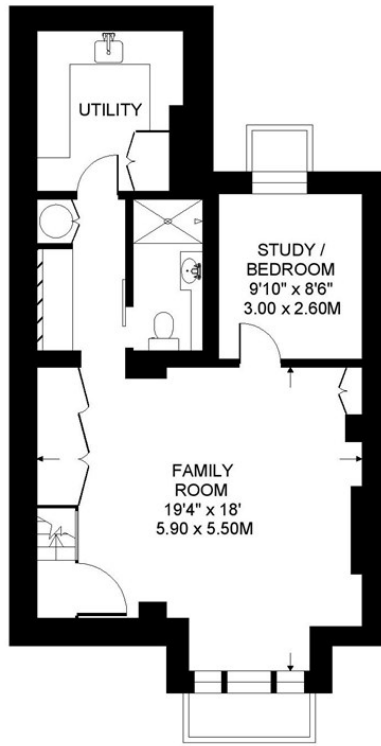 UTILITY
STUDY /
BEDROOM
9'10" x 8'6"
3.00 x 2.60M
FAMILY
ROOM
19'4" x 18'
5.90 x 5.50M